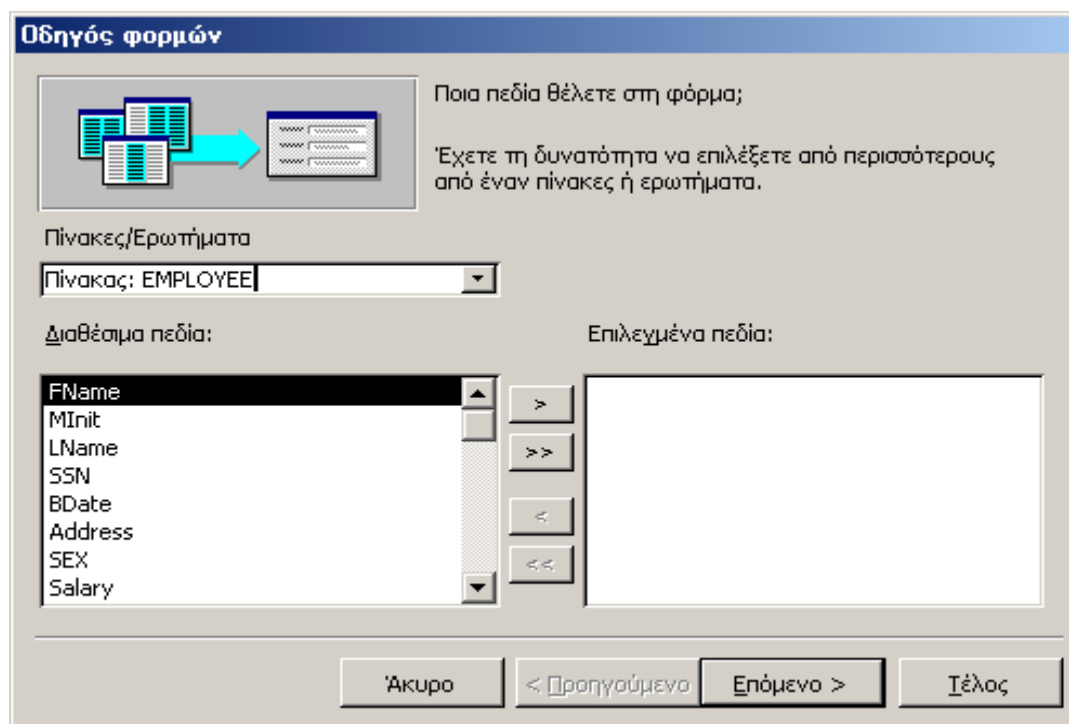 Οδηγός φορμών
Ποια πεδία θέλετε στη φόρμα;
Έχετε τη δυνατότητα να επιλέξετε από περισσότερους
από έναν πίνακες ή ερωτήματα.
Πίνακες/Ερωτήματα
Πίνακας: EMPLOYEE
Διαθέσιμα πεδία:
Επιλεγμένα πεδία:
FName
MInit
LName
SSN
BDate
Address
SEX
Salary
>
>>
<
<<
Άκυρο
< Προηγούμενο
Επόμενο >
Τέλος